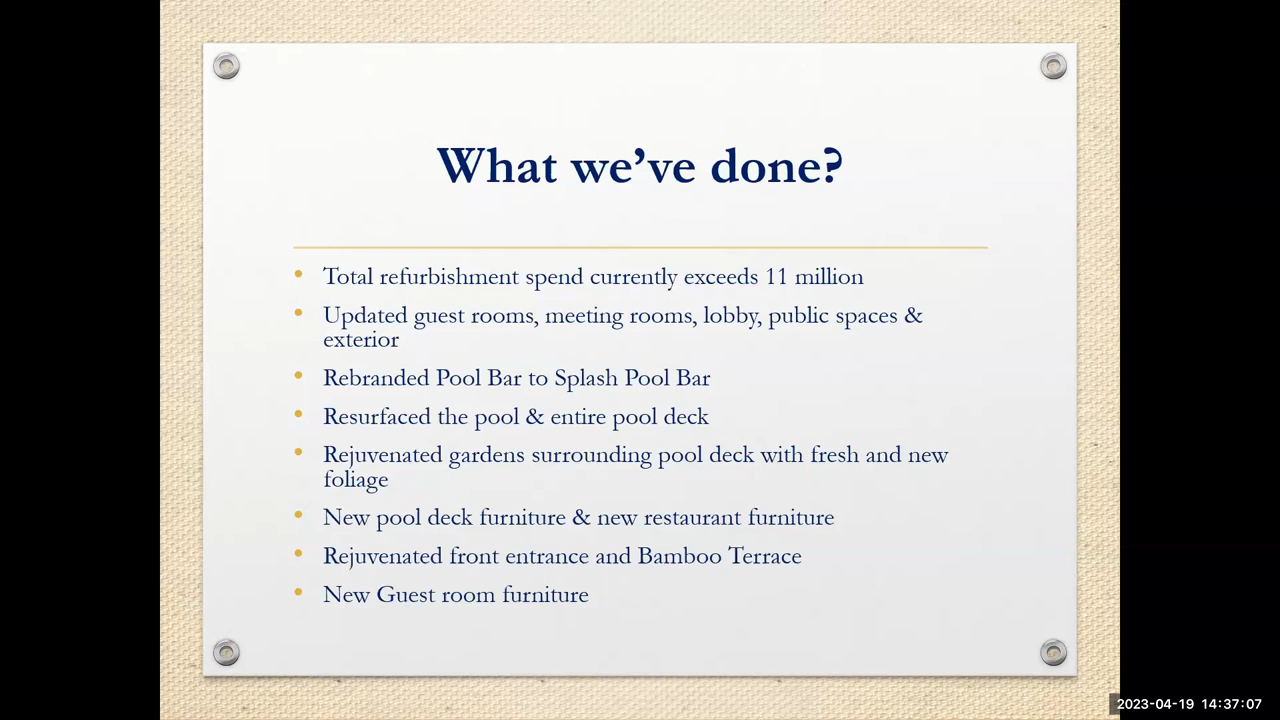 What we’ve done?
• Total refurbishment spend currently exceeds 11 million
• Updated guest rooms, meeting rooms, lobby, public spaces &
exterior
• Rebranded Pool Bar to Splash Pool Bar
• Resurfaced the pool & entire pool deck
• Rejuvenated gardens surrounding pool deck with fresh and new
foliage
• New pool deck furniture & new restaurant furniture
• Rejuvenated front entrance and Bamboo Terrace
• New Guest room furniture
2023-04-19 14:37:07